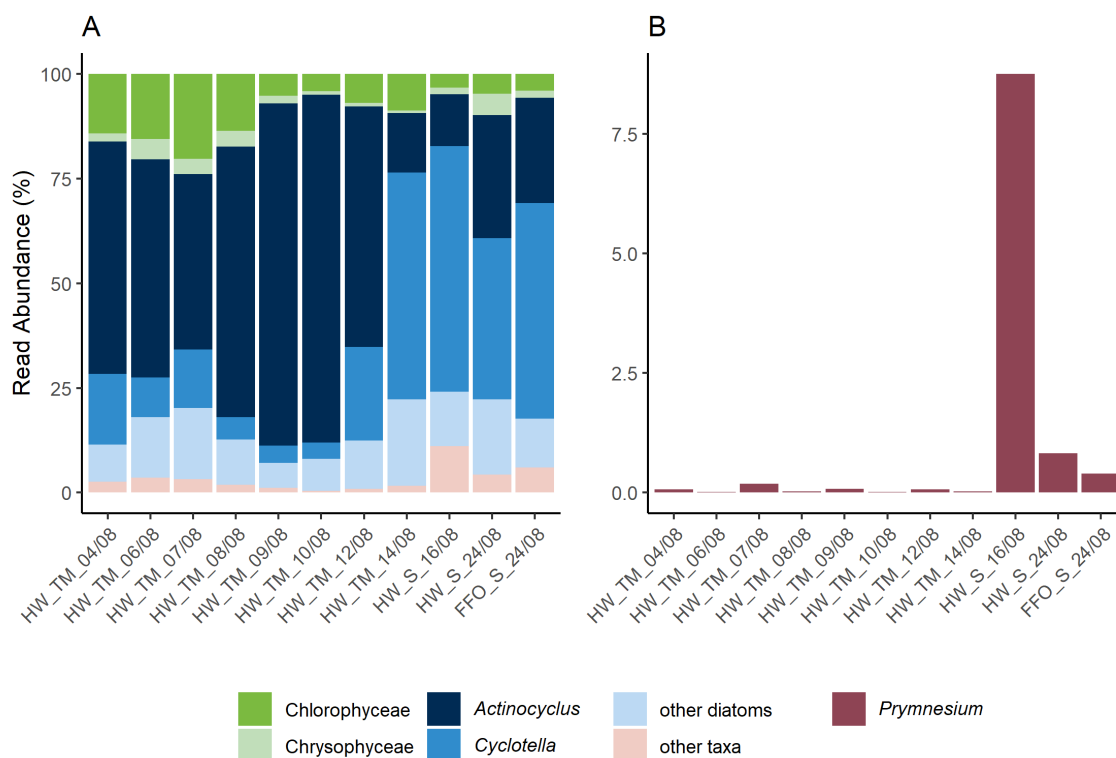 A
B
Read Abundance (%)
100
75
50
25
0
7.5
5.0
2.5
0.0
HW_TM_04/08
HW_TM_06/08
HW_TM_07/08
HW_TM_08/08
HW_TM_09/08
HW_TM_10/08
HW_TM_12/08
HW_TM_14/08
HW_S_16/08
HW_S_24/08
FFO_S_24/08
HW_TM_04/08
HW_TM_06/08
HW_TM_07/08
HW_TM_08/08
HW_TM_09/08
HW_TM_10/08
HW_TM_12/08
HW_TM_14/08
HW_S_16/08
HW_S_24/08
FFO_S_24/08
Chlorophyceae
Actinocyclus
other diatoms
Prymnesium
Chrysophyceae
Cyclotella
other taxa